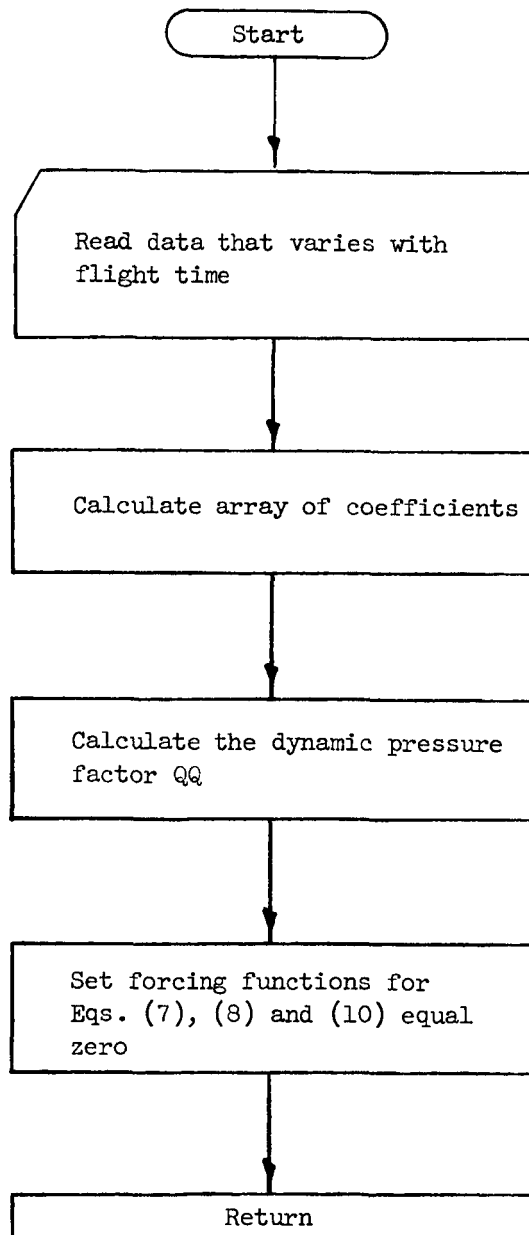 Start
Read data that varies with
flight time
Calculate array of coefficients
Calculate the dynamic pressure
factor QQ
Set forcing functions for
Eqs. (7), (8) and (10) equal
zero
Return